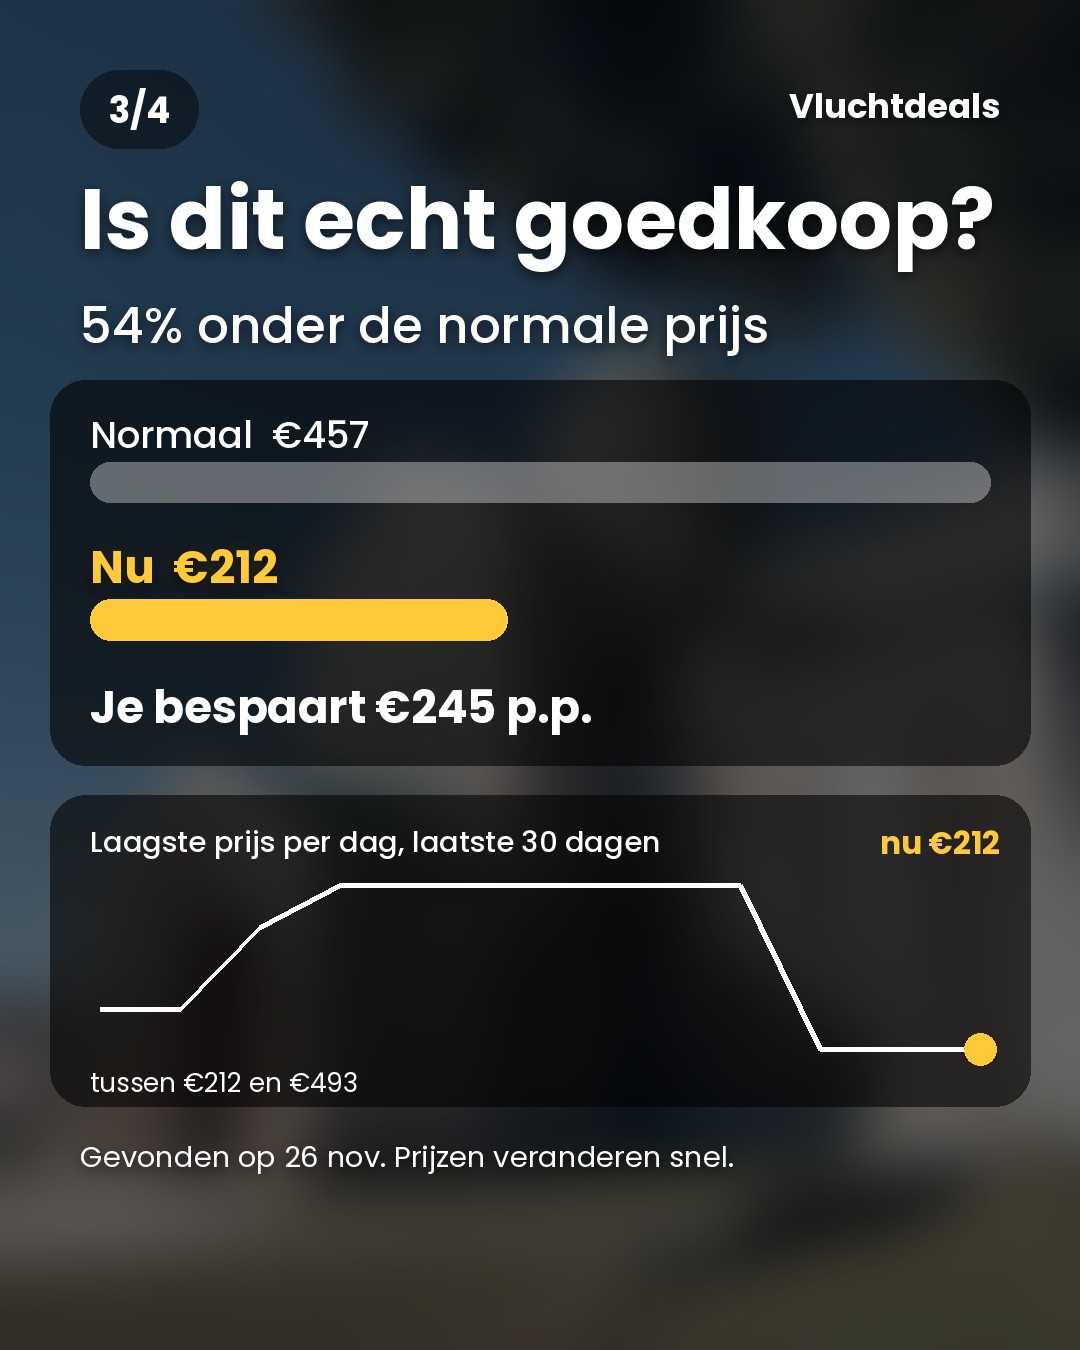 3/4
Vluchtdeals
Is dit echt goedkoop?
54% onder de normale prijs
Normaal €457
Nu €212
Je bespaart €245 p.p.
Laagste prijs per dag, laatste 30 dagen
nu €212
tussen €212 en €493
Gevonden op 26 nov. Prijzen veranderen snel.